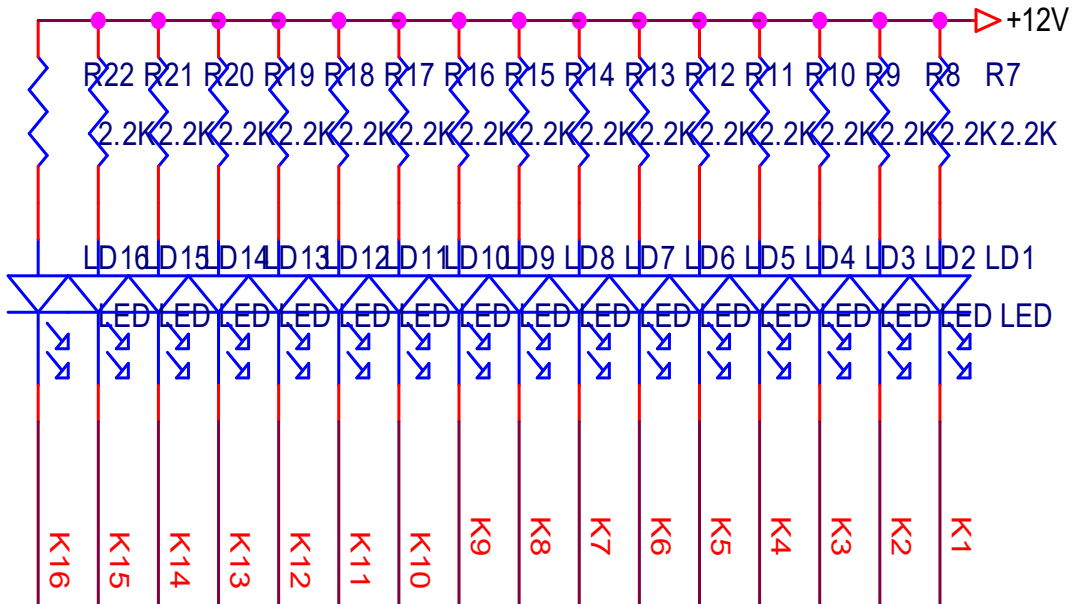 +12V
R22 R21 R20 R19 R18 R17 R16 R15 R14 R13 R12 R11 R10 R9 R8 R7
2.2K 2.2K 2.2K 2.2K 2.2K 2.2K 2.2K 2.2K 2.2K 2.2K 2.2K 2.2K 2.2K 2.2K 2.2K 2.2K
LD16 LD15 LD14 LD13 LD12 LD11 LD10 LD9 LD8 LD7 LD6 LD5 LD4 LD3 LD2 LD1
LED LED LED LED LED LED LED LED LED LED LED LED LED LED LED LED
K16 K15 K14 K13 K12 K11 K10 K9 K8 K7 K6 K5 K4 K3 K2 K1